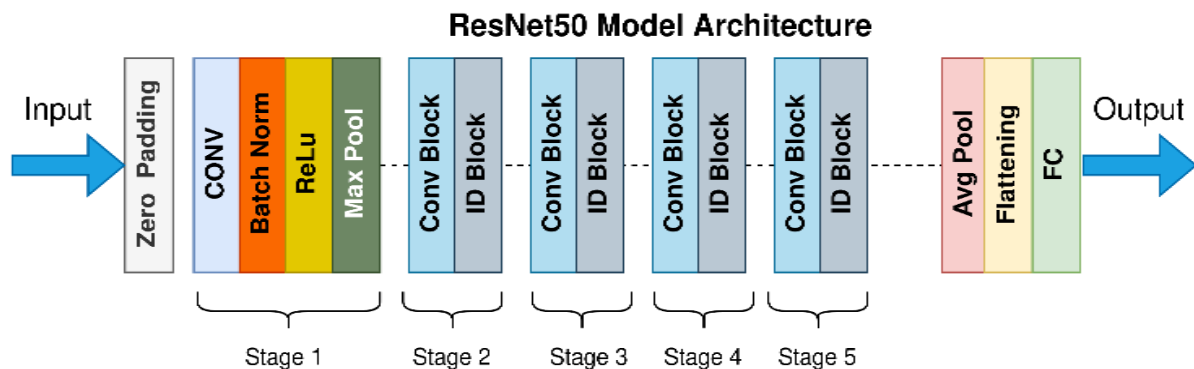 ResNet50 Model Architecture
Input
Zero Padding
CONV
Batch Norm
ReLu
Max Pool
Conv Block
ID Block
Conv Block
ID Block
Conv Block
ID Block
Conv Block
ID Block
Avg Pool
Flattening
FC
Output
Stage 1
Stage 2
Stage 3
Stage 4
Stage 5